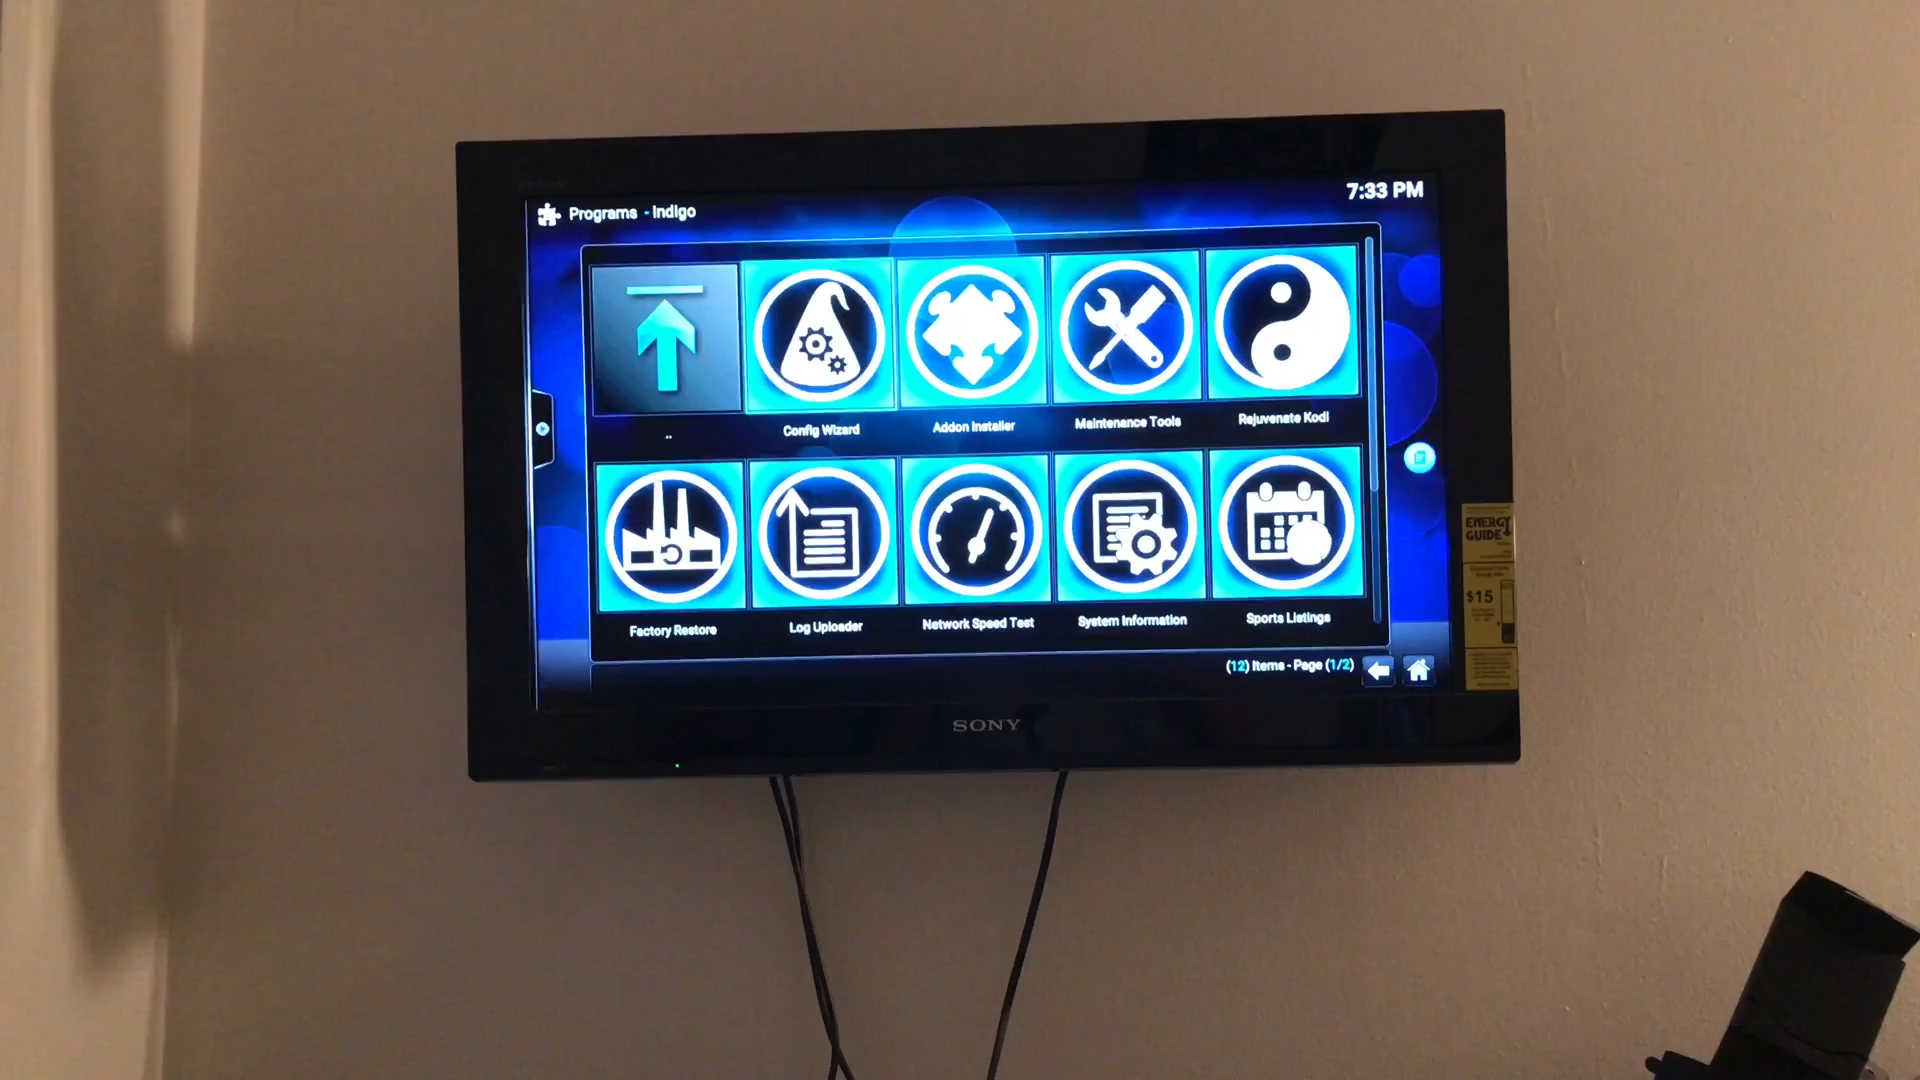 7:33 PM
Programs - Indigo
..
Config Wizard
Addon Installer
Maintenance Tools
Rejuvenate Kodi
Factory Restore
Log Uploader
Network Speed Test
System Information
Sports Listings
(12) Items - Page (1/2)
SONY
ENERGY
GUIDE
$15